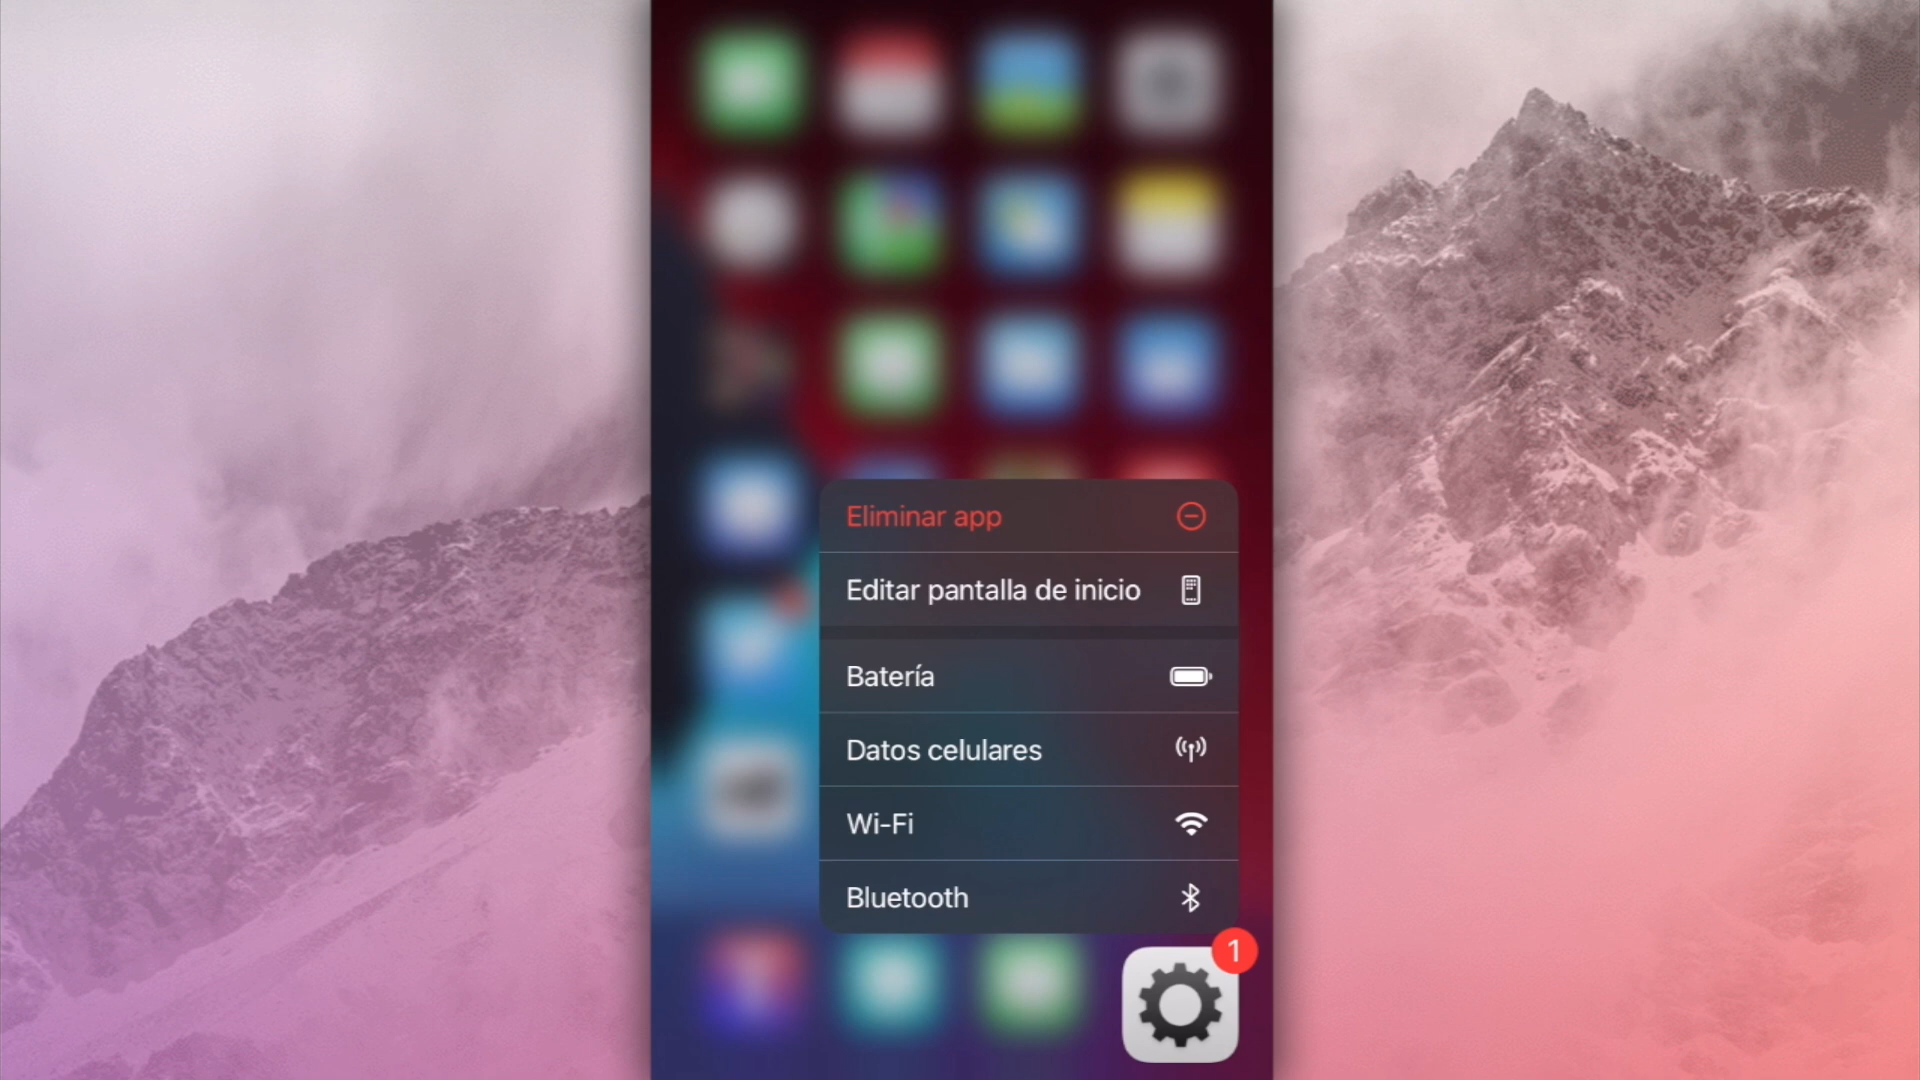 Eliminar app
Editar pantalla de inicio
Batería
Datos celulares
Wi-Fi
Bluetooth
1